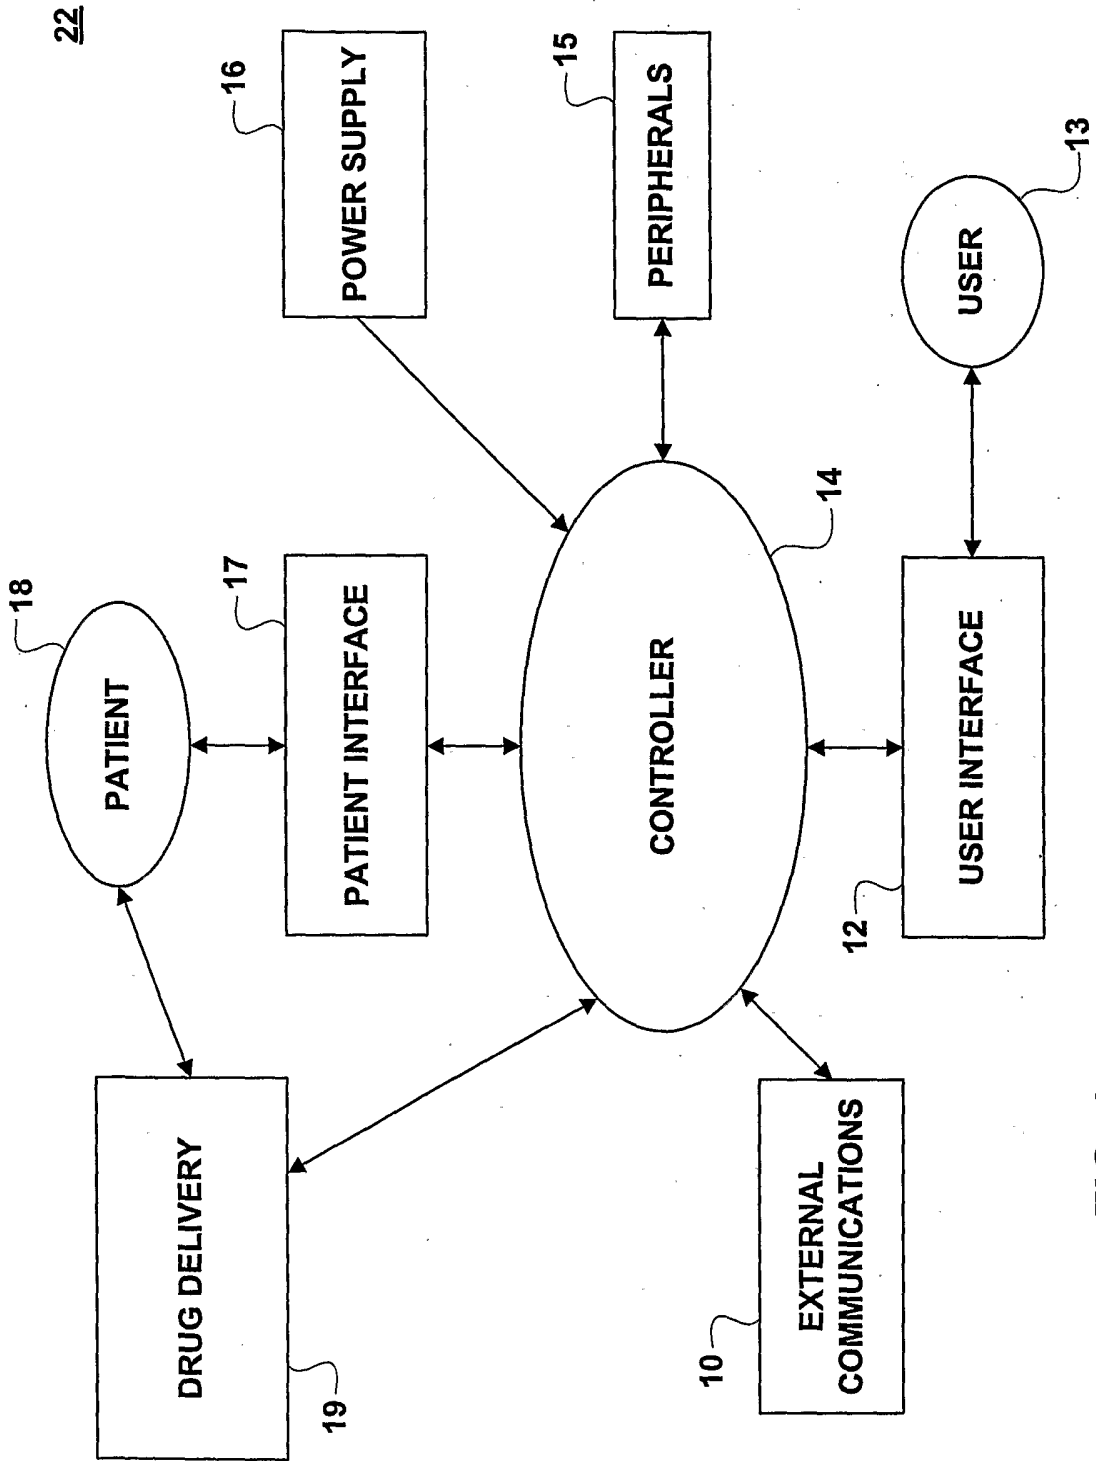 22
18
PATIENT
16
POWER SUPPLY
17
PATIENT INTERFACE
DRUG DELIVERY
19
15
PERIPHERALS
CONTROLLER
14
10
EXTERNAL
COMMUNICATIONS
12
USER INTERFACE
USER
13